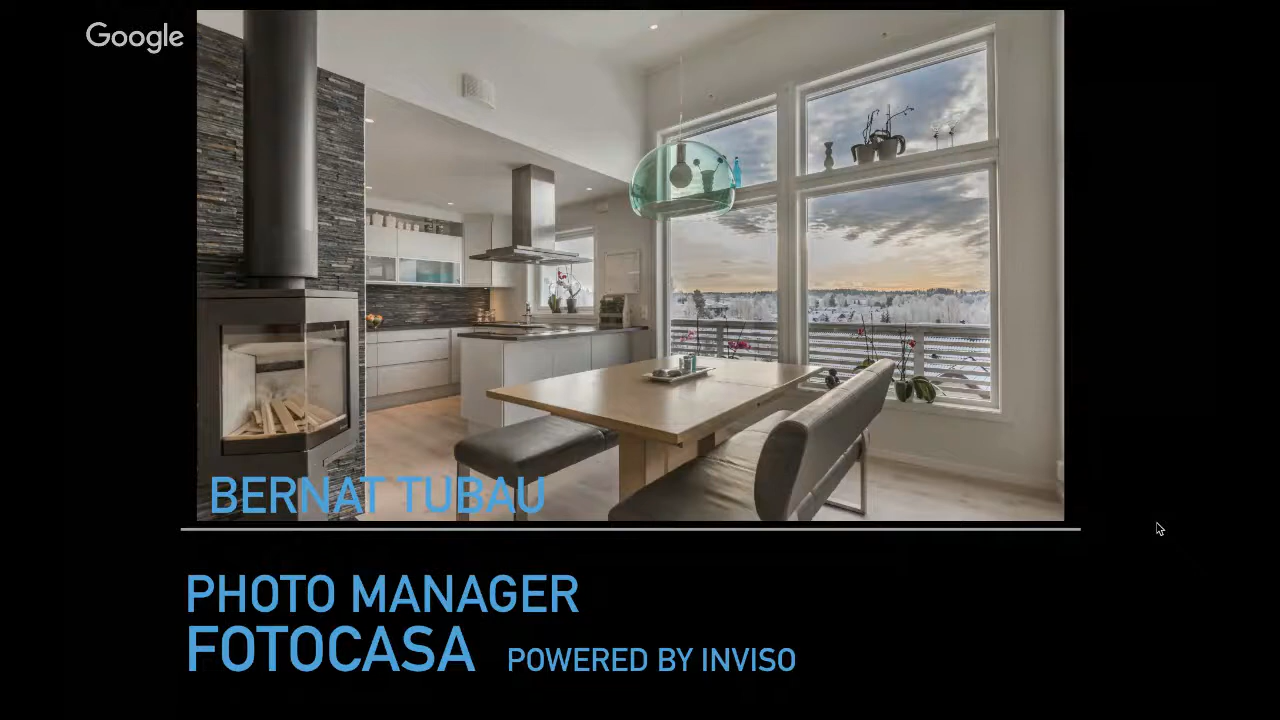 Google
BERNAT TUBAU
PHOTO MANAGER
FOTOCASA POWERED BY INVISO